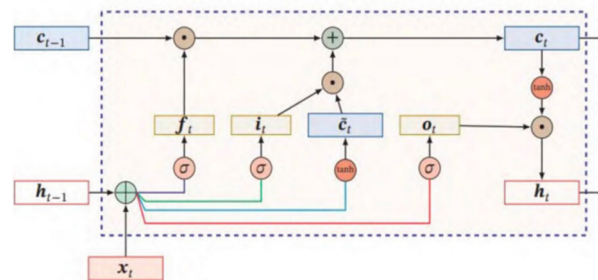 c_{t-1} ⊙ + c_t
tanh
⊙
f_t i_t c̃_t o_t ⊙
σ σ tanh σ
h_{t-1} + h_t
x_t